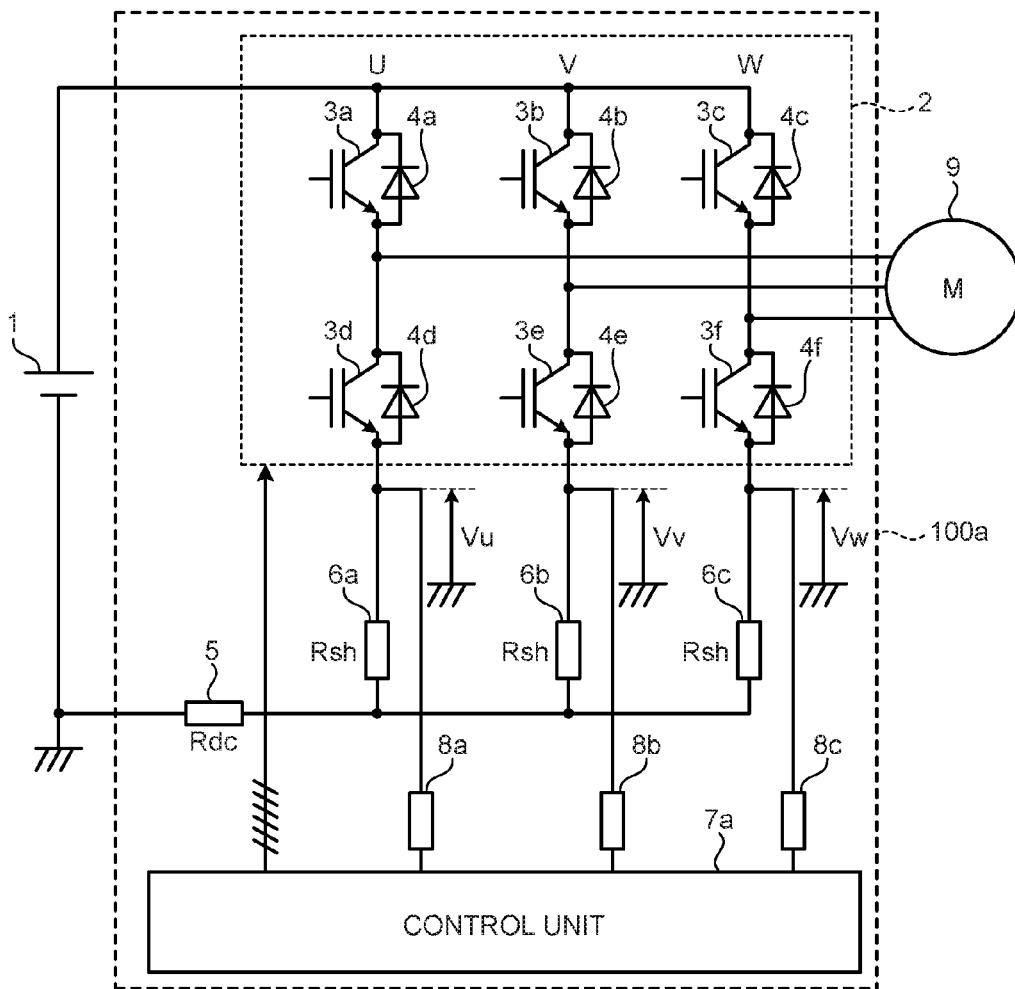 U V W
3a 4a 3b 4b 3c 4c 2
9
M
1
3d 4d 3e 4e 3f 4f
Vu Vv Vw 100a
6a 6b 6c
Rsh Rsh Rsh
5
Rdc
8a 8b 8c
7a
CONTROL UNIT